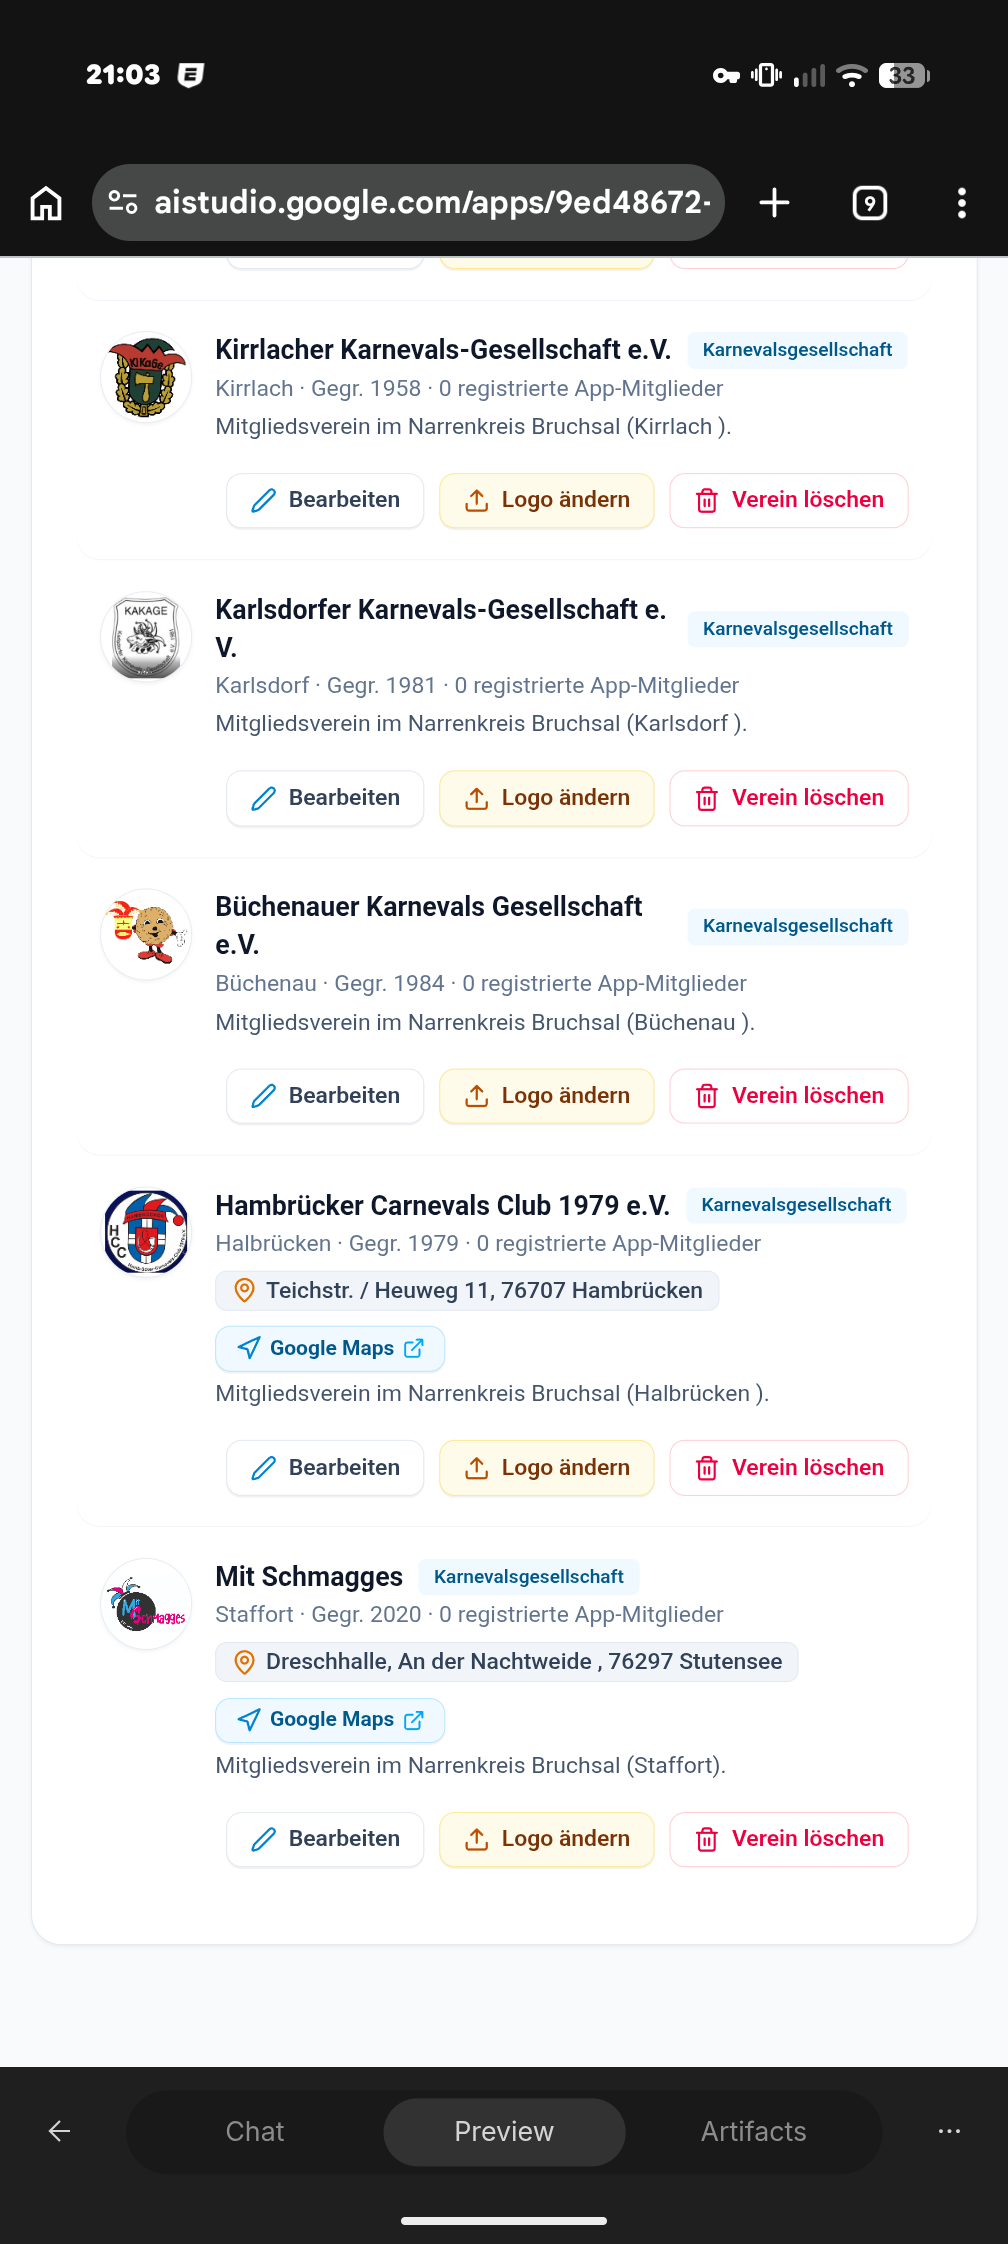 21:03
33
aistudio.google.com/apps/9ed48672-
9
KiKaGe
Kirrlacher Karnevals-Gesellschaft e.V.
Karnevalsgesellschaft
Kirrlach · Gegr. 1958 · 0 registrierte App-Mitglieder
Mitgliedsverein im Narrenkreis Bruchsal (Kirrlach ).
Bearbeiten
Logo ändern
Verein löschen
KAKAGE
Karlsdorfer Karnevals-Gesellschaft e.
V.
Karnevalsgesellschaft
Karlsdorf · Gegr. 1981 · 0 registrierte App-Mitglieder
Mitgliedsverein im Narrenkreis Bruchsal (Karlsdorf ).
Bearbeiten
Logo ändern
Verein löschen
Büchenauer Karnevals Gesellschaft
e.V.
Karnevalsgesellschaft
Büchenau · Gegr. 1984 · 0 registrierte App-Mitglieder
Mitgliedsverein im Narrenkreis Bruchsal (Büchenau ).
Bearbeiten
Logo ändern
Verein löschen
HCC
Hambrücker Carnevals Club 1979 e.V.
Karnevalsgesellschaft
Halbrücken · Gegr. 1979 · 0 registrierte App-Mitglieder
Teichstr. / Heuweg 11, 76707 Hambrücken
Google Maps
Mitgliedsverein im Narrenkreis Bruchsal (Halbrücken ).
Bearbeiten
Logo ändern
Verein löschen
Mit Schmagges
Mit Schmagges
Karnevalsgesellschaft
Staffort · Gegr. 2020 · 0 registrierte App-Mitglieder
Dreschhalle, An der Nachtweide , 76297 Stutensee
Google Maps
Mitgliedsverein im Narrenkreis Bruchsal (Staffort).
Bearbeiten
Logo ändern
Verein löschen
Chat
Preview
Artifacts